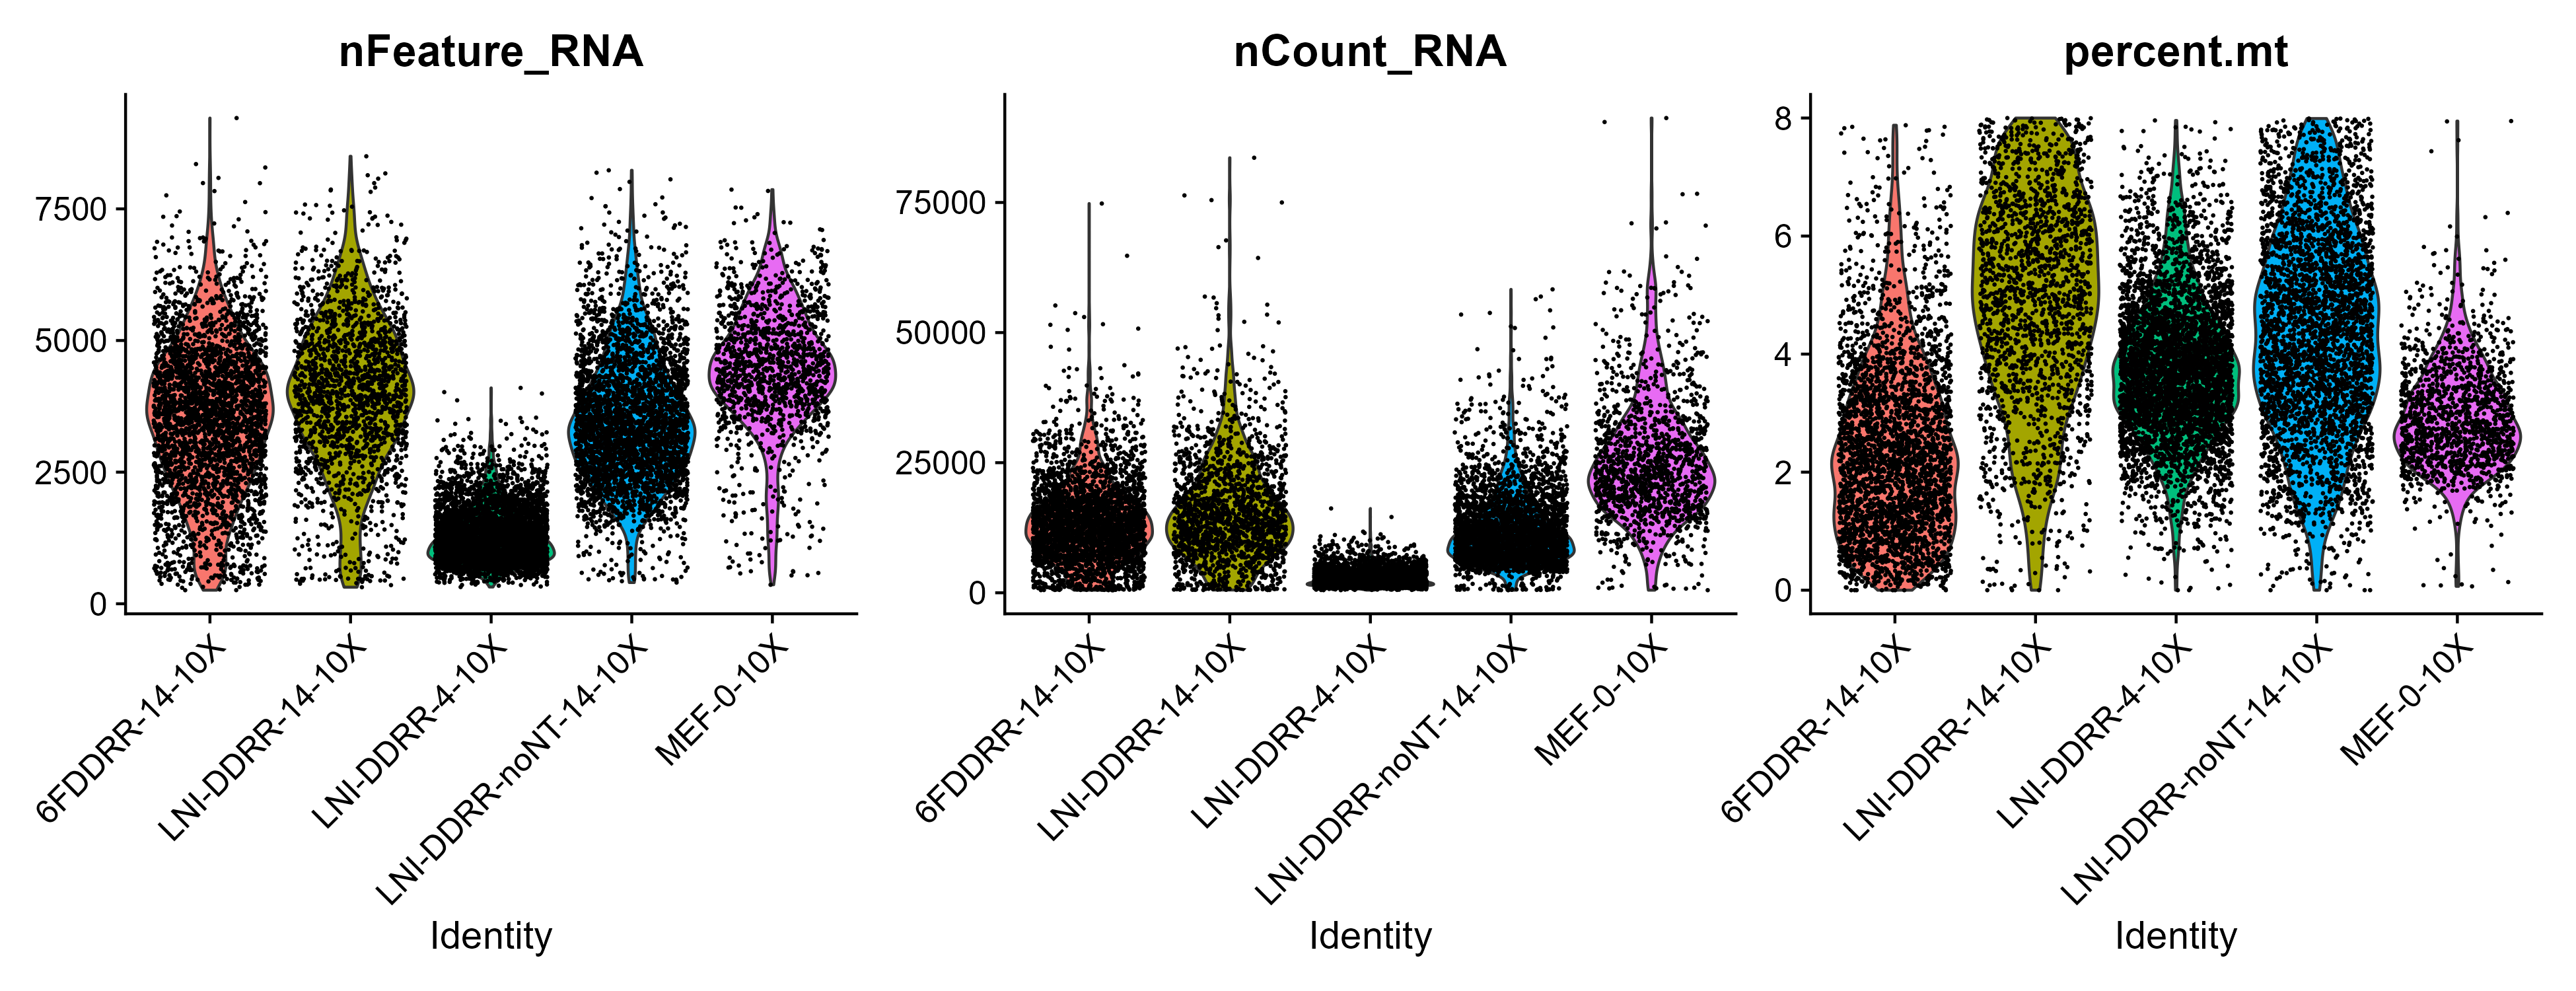 nFeature_RNA
7500
5000
2500
0
6FDDRR-14-10X
LNI-DDRR-14-10X
LNI-DDRR-4-10X
LNI-DDRR-noNT-14-10X
MEF-0-10X
Identity
nCount_RNA
75000
50000
25000
0
6FDDRR-14-10X
LNI-DDRR-14-10X
LNI-DDRR-4-10X
LNI-DDRR-noNT-14-10X
MEF-0-10X
Identity
percent.mt
8
6
4
2
0
6FDDRR-14-10X
LNI-DDRR-14-10X
LNI-DDRR-4-10X
LNI-DDRR-noNT-14-10X
MEF-0-10X
Identity